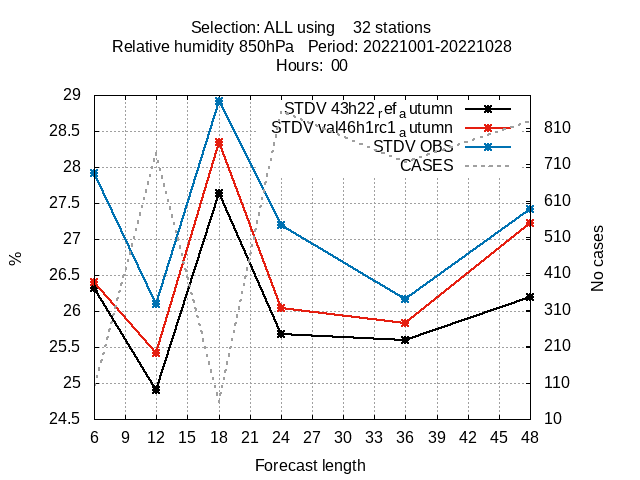 Selection: ALL using    32 stations
Relative humidity 850hPa   Period: 20221001-20221028
Hours:  00
29
28.5
28
27.5
27
26.5
26
25.5
25
24.5
%
STDV 43h22ref autumn
STDV val46h1rc1autumn
STDV OBS
CASES
810
710
610
510
410
310
210
110
10
No cases
6 9 12 15 18 21 24 27 30 33 36 39 42 45 48
Forecast length